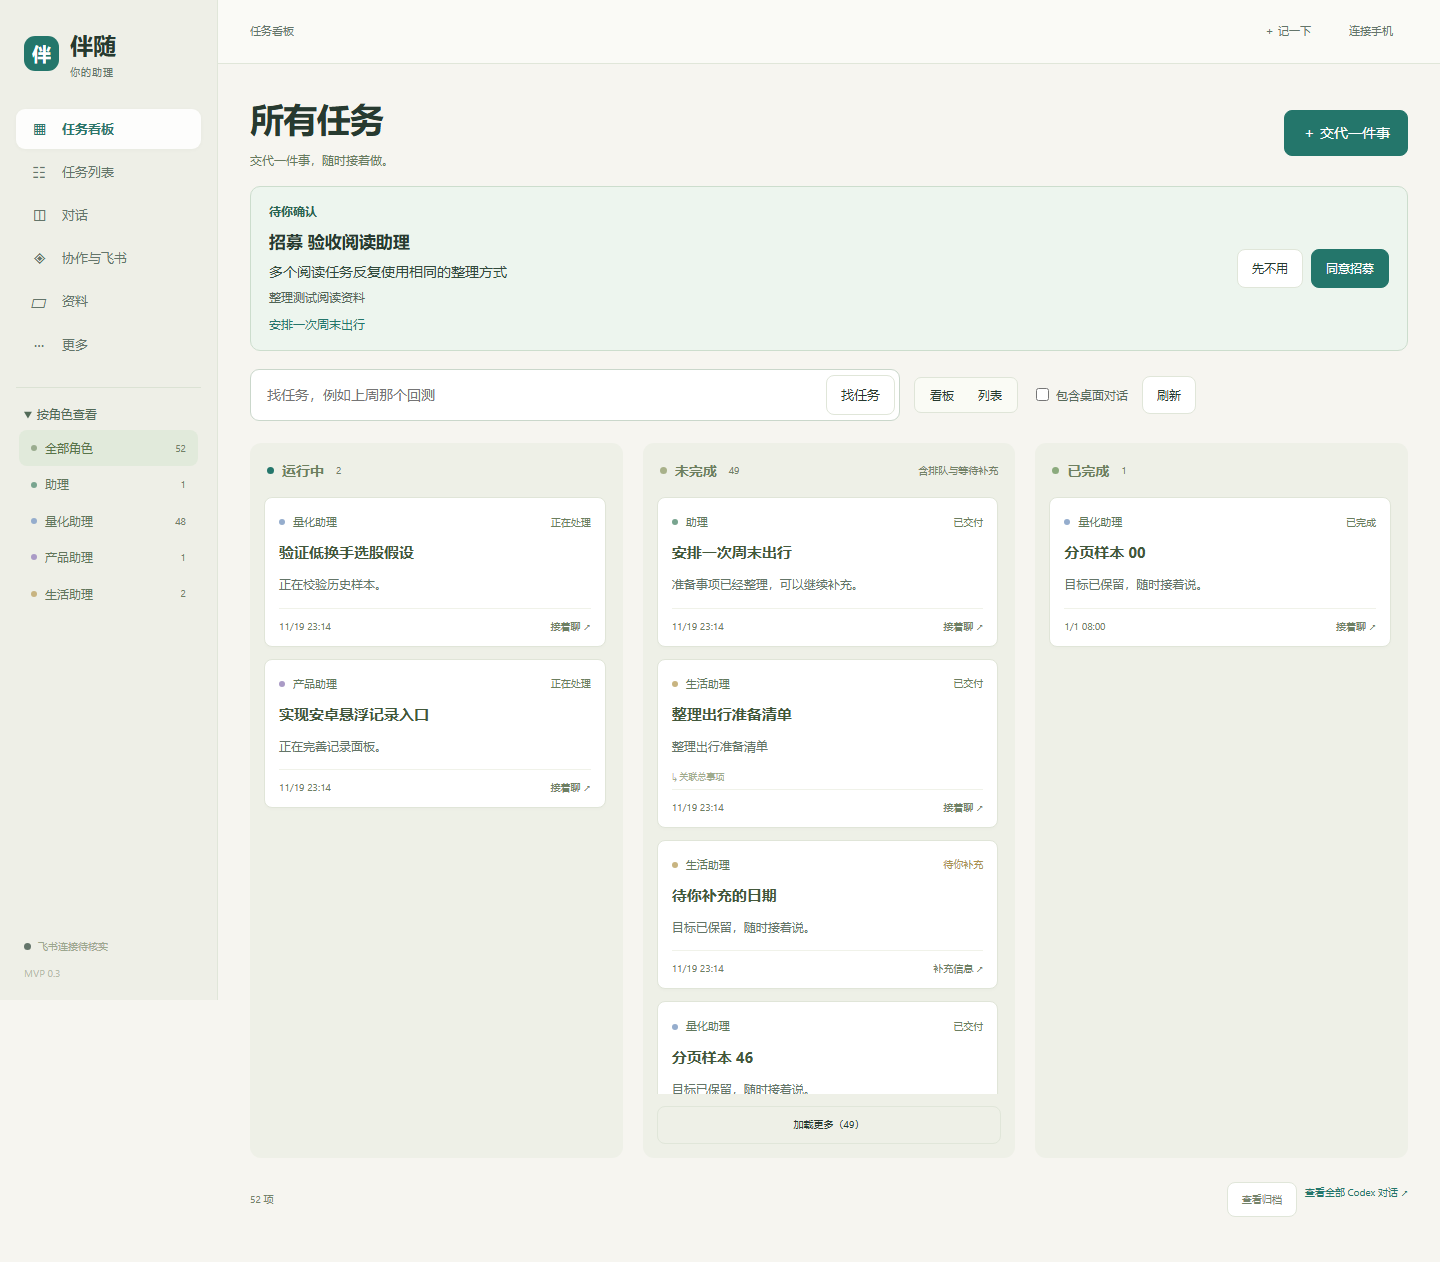 伴 伴随
你的助理
任务看板
任务列表
对话
协作与飞书
资料
更多
▼ 按角色查看
全部角色 52
助理 1
量化助理 48
产品助理 1
生活助理 2
飞书连接待核实
MVP 0.3
任务看板
+ 记一下 连接手机
所有任务
交代一件事，随时接着做。
+ 交代一件事
待你确认
招募 验收阅读助理
多个阅读任务反复使用相同的整理方式
整理测试阅读资料
安排一次周末出行
先不用 同意招募
找任务，例如上周那个回测 找任务
看板 列表
包含桌面对话
刷新
运行中 2
量化助理 正在处理
验证低换手选股假设
正在校验历史样本。
11/19 23:14 接着聊 ↗
产品助理 正在处理
实现安卓悬浮记录入口
正在完善记录面板。
11/19 23:14 接着聊 ↗
未完成 49 含排队与等待补充
助理 已交付
安排一次周末出行
准备事项已经整理，可以继续补充。
11/19 23:14 接着聊 ↗
生活助理 已交付
整理出行准备清单
整理出行准备清单
↳ 关联总事项
11/19 23:14 接着聊 ↗
生活助理 待你补充
待你补充的日期
目标已保留，随时接着说。
11/19 23:14 补充信息 ↗
量化助理 已交付
分页样本 46
目标已保留，随时接着说。
加载更多（49）
已完成 1
量化助理 已完成
分页样本 00
目标已保留，随时接着说。
1/1 08:00 接着聊 ↗
52 项
查看归档 查看全部 Codex 对话 ↗